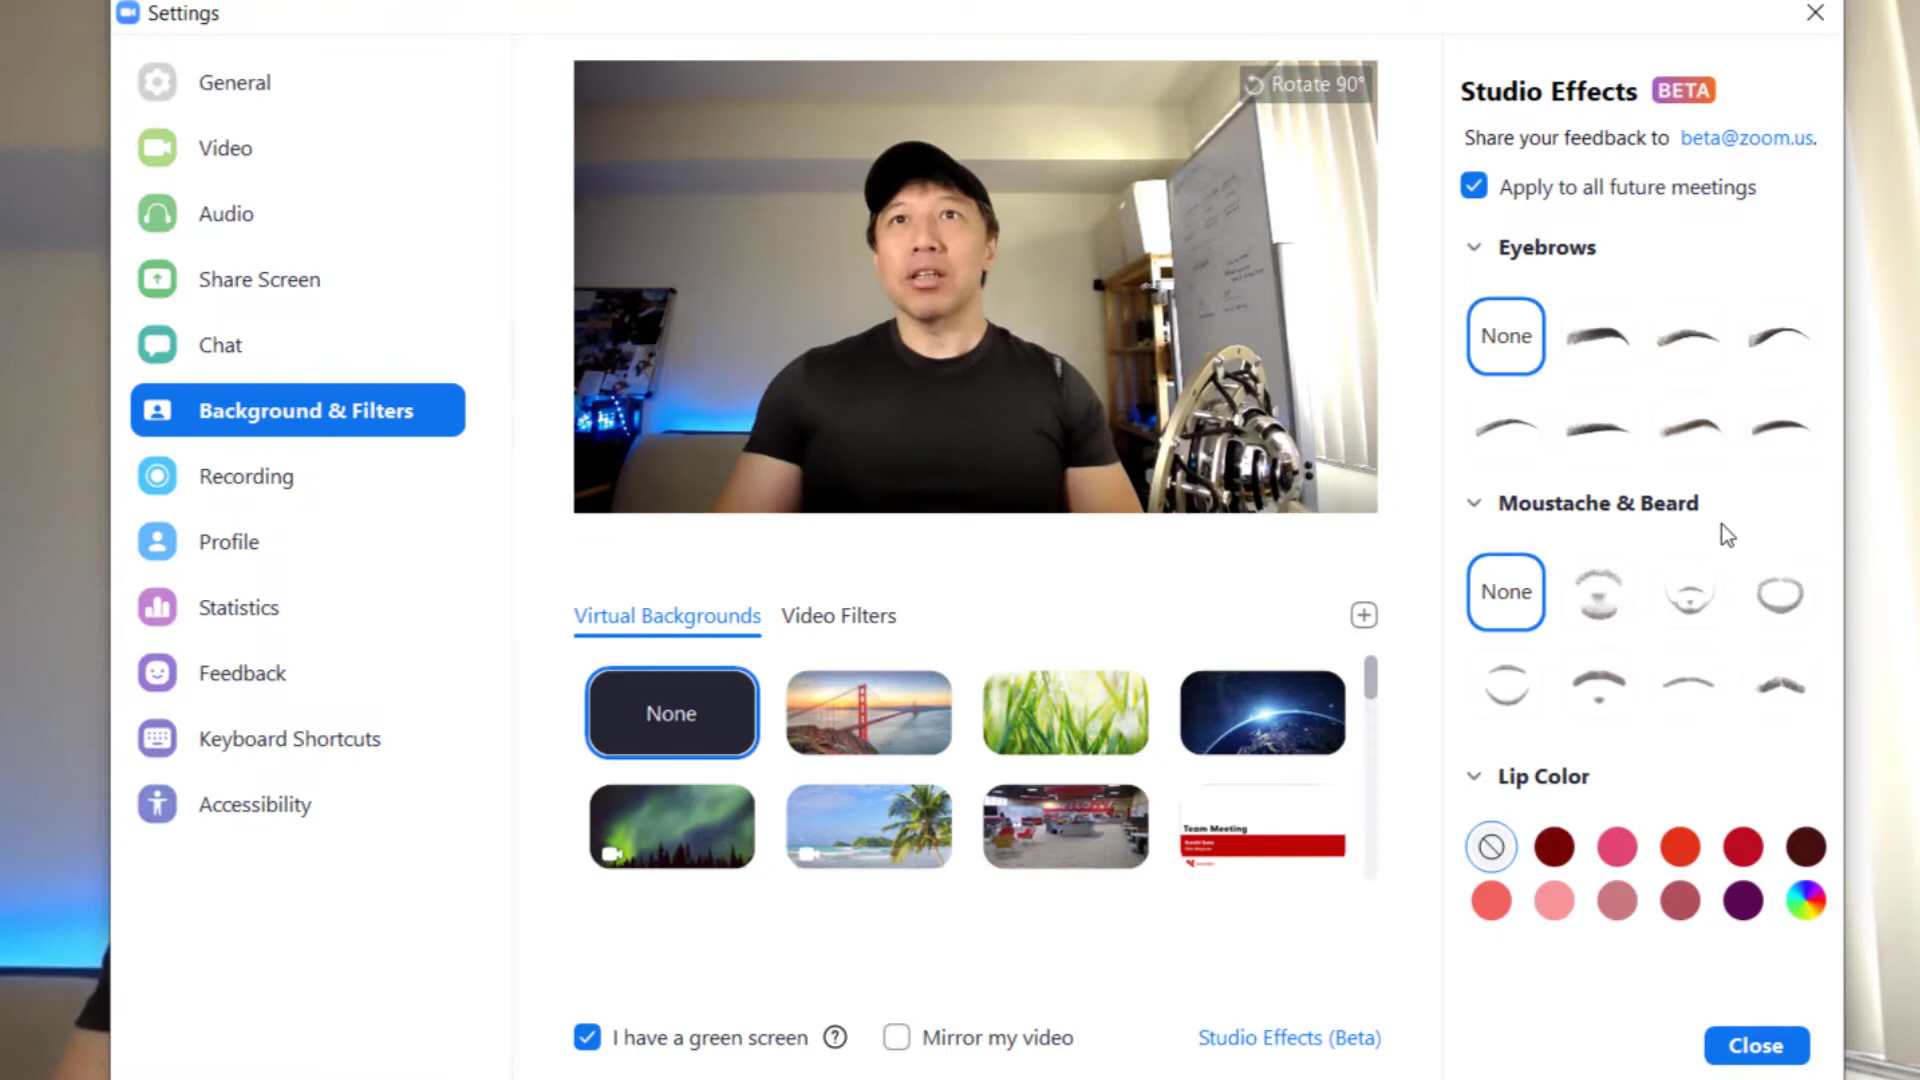 Settings
General
Video
Audio
Share Screen
Chat
Background & Filters
Recording
Profile
Statistics
Feedback
Keyboard Shortcuts
Accessibility
Rotate 90°
Virtual Backgrounds
Video Filters
None
Team Meeting
I have a green screen
Mirror my video
Studio Effects (Beta)
Studio Effects BETA
Share your feedback to beta@zoom.us.
Apply to all future meetings
Eyebrows
None
Moustache & Beard
None
Lip Color
Close